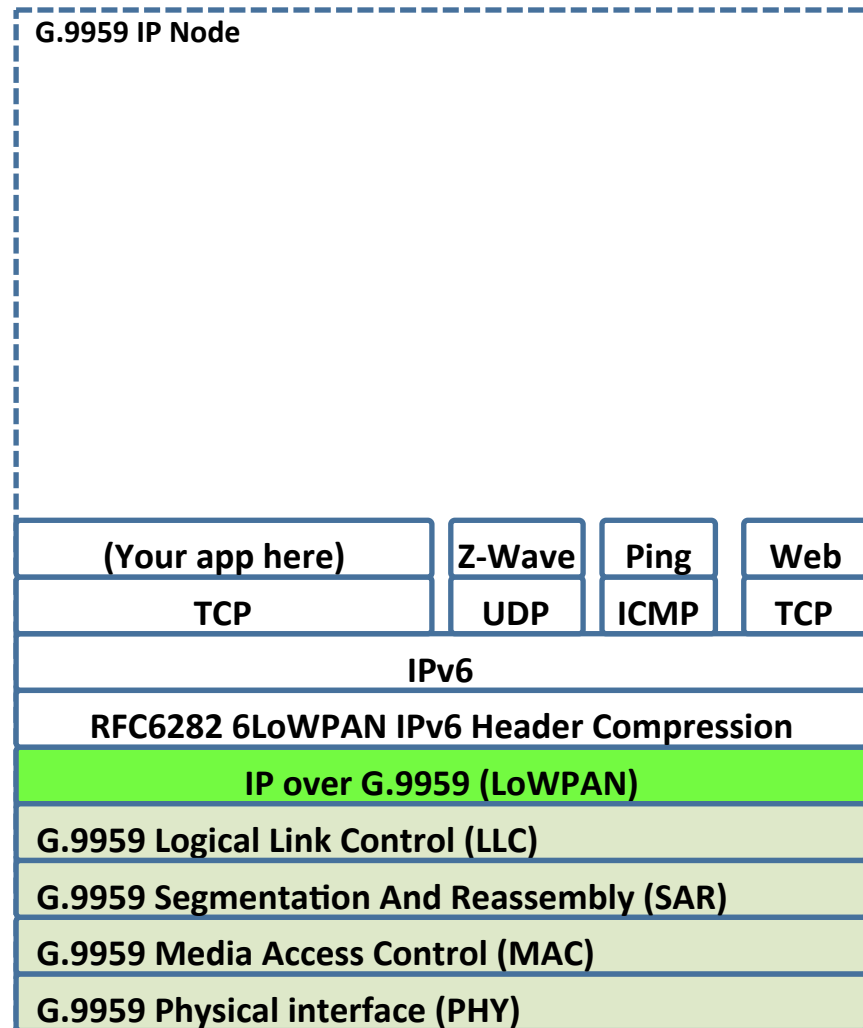 G.9959 IP Node
(Your app here) Z-Wave Ping Web
TCP UDP ICMP TCP
IPv6
RFC6282 6LoWPAN IPv6 Header Compression
IP over G.9959 (LoWPAN)
G.9959 Logical Link Control (LLC)
G.9959 Segmentation And Reassembly (SAR)
G.9959 Media Access Control (MAC)
G.9959 Physical interface (PHY)